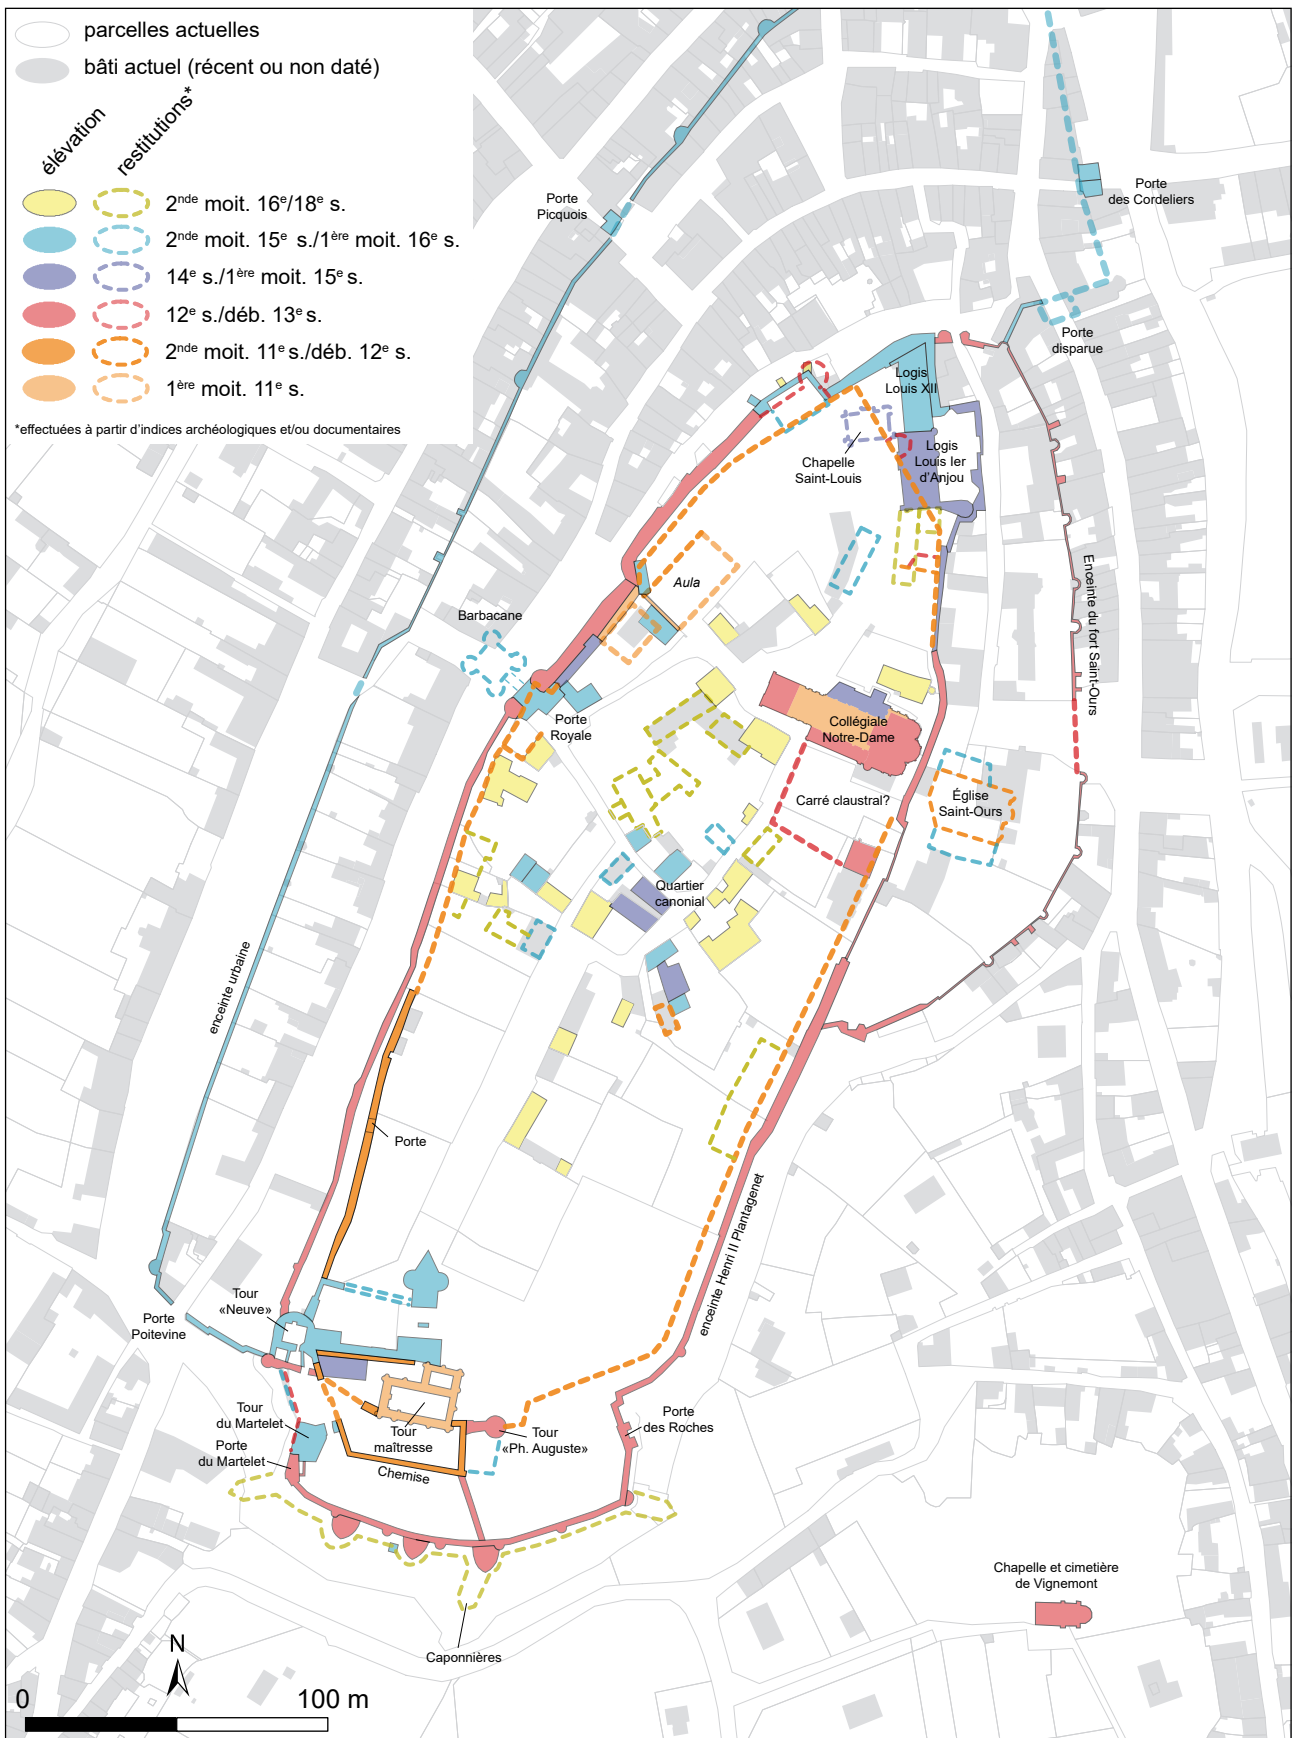 parcelles actuelles
bâti actuel (récent ou non daté)
élévation
restitutions*
2nde moit. 16e/18e s.
2nde moit. 15e s./1ère moit. 16e s.
14e s./1ère moit. 15e s.
12e s./déb. 13e s.
2nde moit. 11e s./déb. 12e s.
1ère moit. 11e s.
*effectuées à partir d'indices archéologiques et/ou documentaires
Porte
Picquois
Porte
des Cordeliers
Porte
disparue
Logis
Louis XII
Logis
Louis Ier
d'Anjou
Chapelle
Saint-Louis
Aula
Enceinte du fort Saint-Ours
Barbacane
Porte
Royale
Collégiale
Notre-Dame
Carré claustral?
Église
Saint-Ours
Quartier
canonial
enceinte urbaine
Porte
enceinte Henri II Plantagenet
Tour
«Neuve»
Porte
Poitevine
Tour
du Martelet
Porte
du Martelet
Tour
maîtresse
Chemise
Tour
«Ph. Auguste»
Porte
des Roches
Chapelle et cimetière
de Vignemont
Caponnières
N
0 100 m